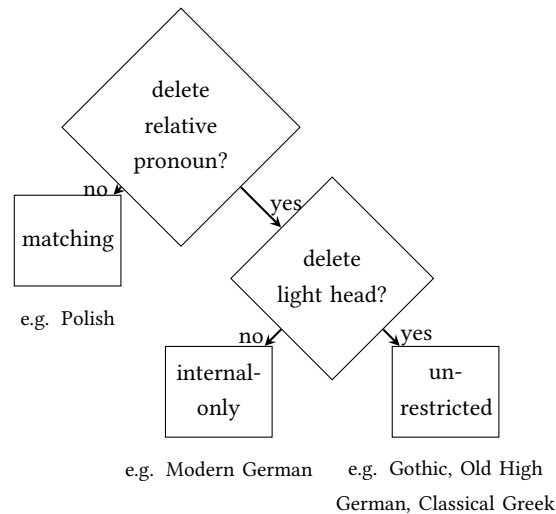 delete
relative
pronoun?
no
yes
matching
e.g. Polish
delete
light head?
no
yes
internal-
only
un-
restricted
e.g. Modern German
e.g. Gothic, Old High
German, Classical Greek